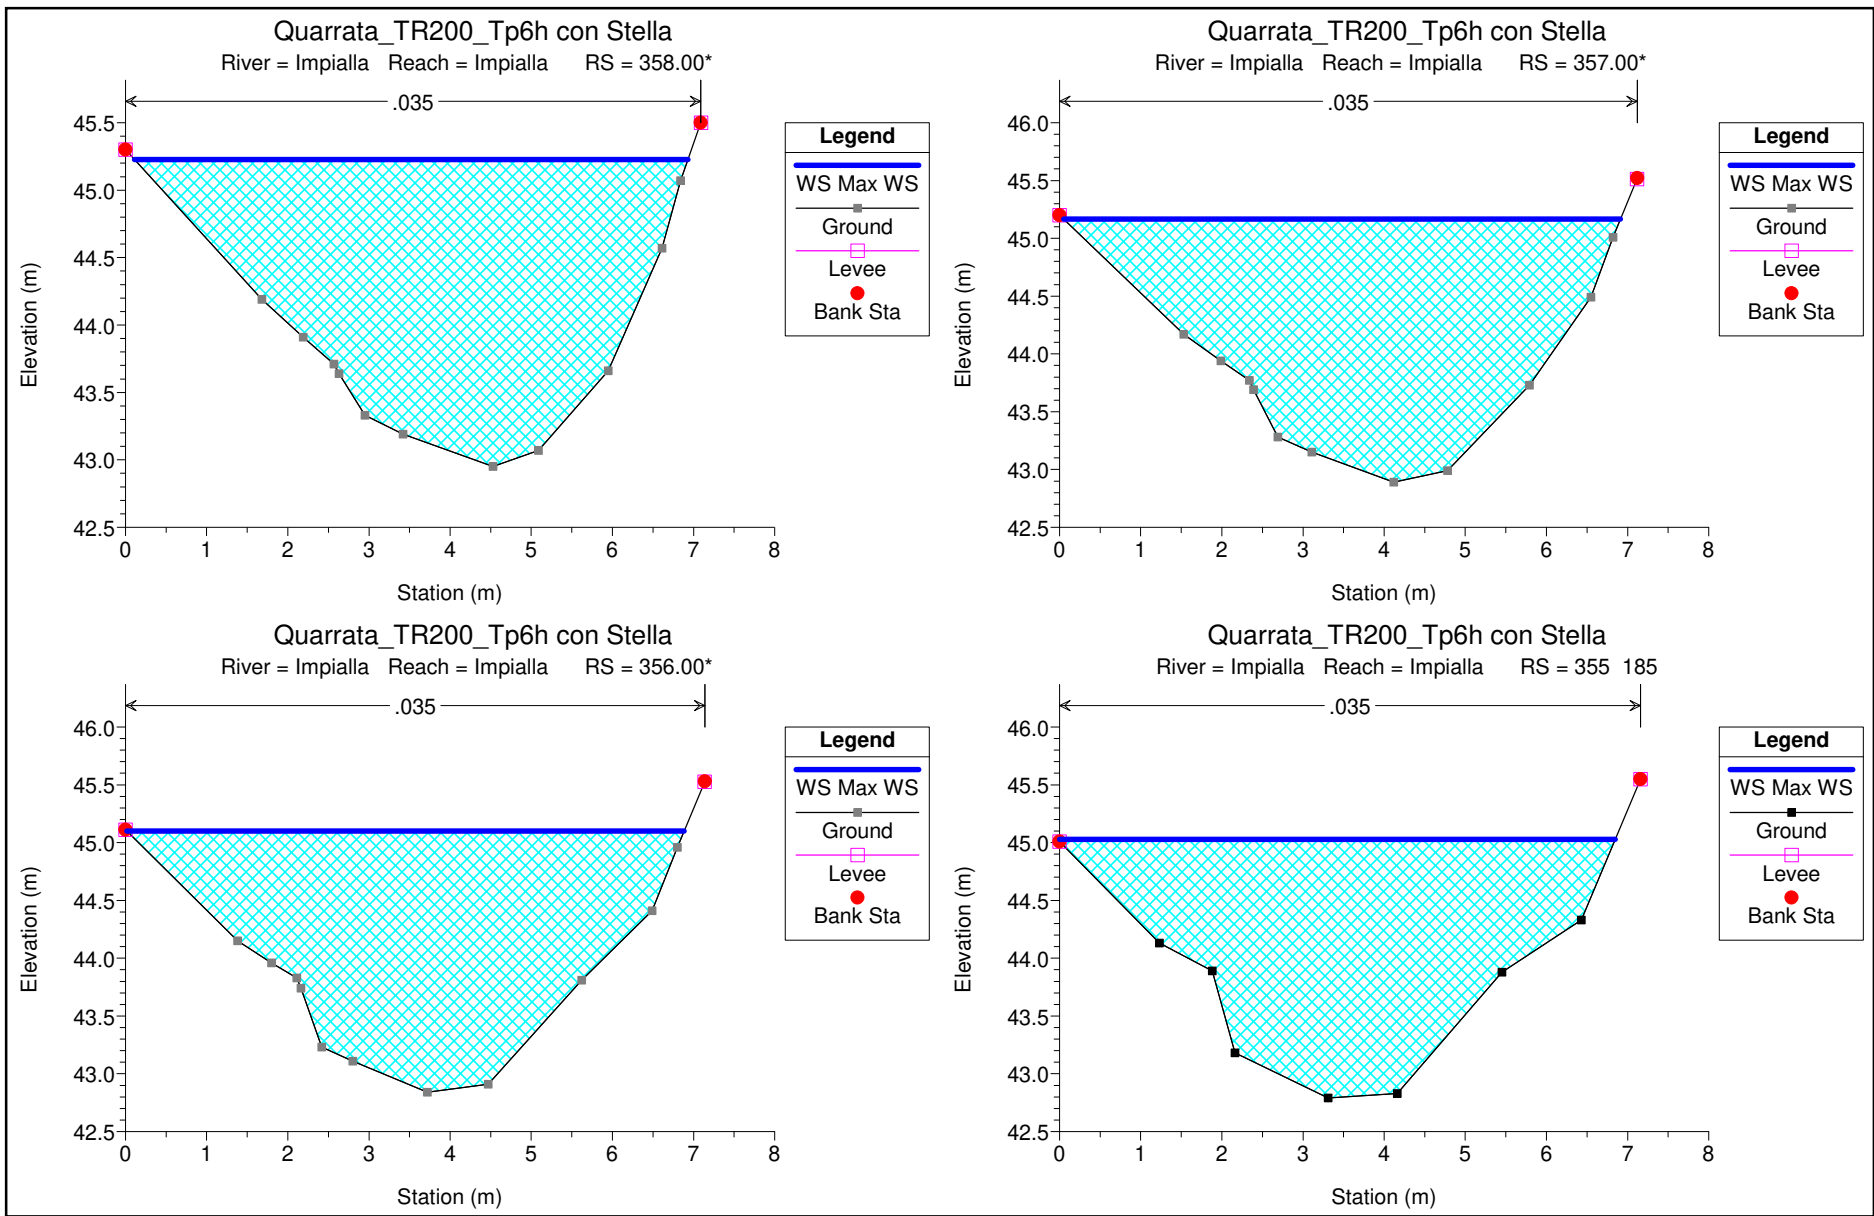 Quarrata_TR200_Tp6h con Stella
River = Impialla Reach = Impialla RS = 358.00*
.035
45.5
45.0
44.5
44.0
43.5
43.0
42.5
0 1 2 3 4 5 6 7 8
Station (m)
Elevation (m)
Legend
WS Max WS
Ground
Levee
Bank Sta
Quarrata_TR200_Tp6h con Stella
River = Impialla Reach = Impialla RS = 357.00*
.035
46.0
45.5
45.0
44.5
44.0
43.5
43.0
42.5
0 1 2 3 4 5 6 7 8
Station (m)
Elevation (m)
Legend
WS Max WS
Ground
Levee
Bank Sta
Quarrata_TR200_Tp6h con Stella
River = Impialla Reach = Impialla RS = 356.00*
.035
46.0
45.5
45.0
44.5
44.0
43.5
43.0
42.5
0 1 2 3 4 5 6 7 8
Station (m)
Elevation (m)
Legend
WS Max WS
Ground
Levee
Bank Sta
Quarrata_TR200_Tp6h con Stella
River = Impialla Reach = Impialla RS = 355 185
.035
46.0
45.5
45.0
44.5
44.0
43.5
43.0
42.5
0 1 2 3 4 5 6 7 8
Station (m)
Elevation (m)
Legend
WS Max WS
Ground
Levee
Bank Sta